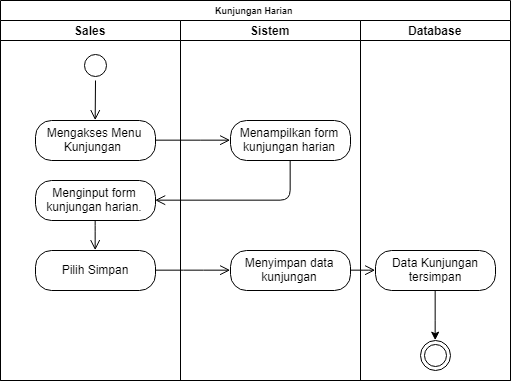 Kunjungan Harian
Sales
Sistem
Database
Mengakses Menu
Kunjungan
Menampilkan form
kunjungan harian
Menginput form
kunjungan harian.
Pilih Simpan
Menyimpan data
kunjungan
Data Kunjungan
tersimpan